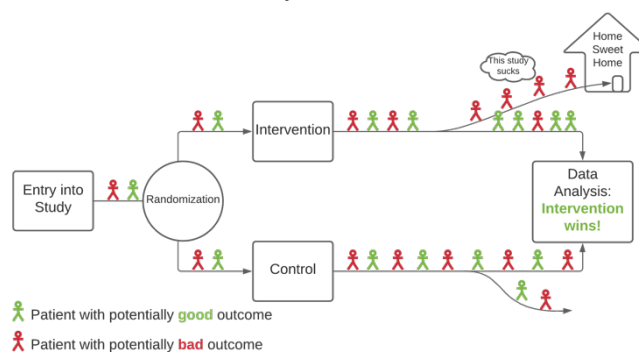 Home
Sweet
Home
This study
sucks
Intervention
Entry into
Study
Randomization
Data
Analysis:
Intervention
wins!
Control
Patient with potentially good outcome
Patient with potentially bad outcome